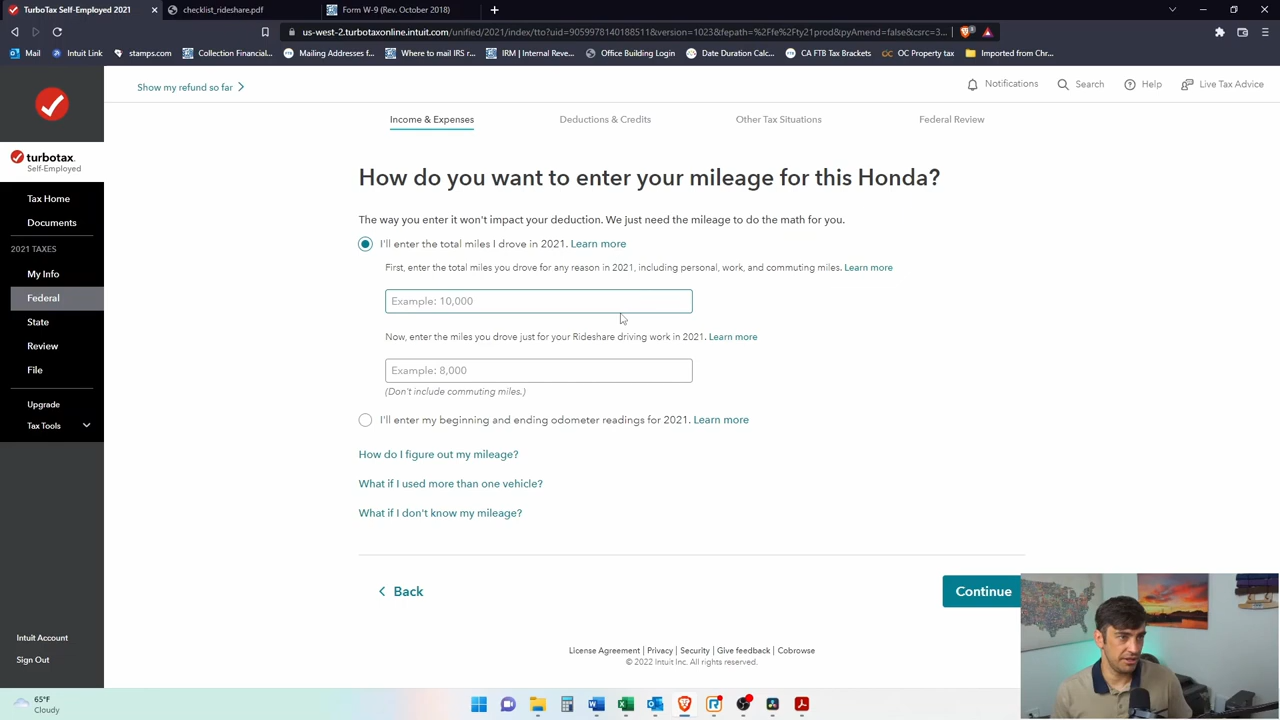 TurboTax Self-Employed 2021
checklist_rideshare.pdf
Form W-9 (Rev. October 2018)
us-west-2.turbotaxonline.intuit.com/unified/2021/index/tto?uid=9059978140188511&version=1023&fepath=%2Ffe%2Fty21prod&pyAmend=false&csrc=3...
Mail
Intuit Link
stamps.com
Collection Financial...
Mailing Addresses f...
Where to mail IRS r...
IRM | Internal Reve...
Office Building Login
Date Duration Calc...
CA FTB Tax Brackets
OC Property tax
Imported from Chr...
Show my refund so far
Notifications
Search
Help
Live Tax Advice
Income & Expenses
Deductions & Credits
Other Tax Situations
Federal Review
turbotax
Self-Employed
Tax Home
Documents
2021 TAXES
My Info
Federal
State
Review
File
Upgrade
Tax Tools
Intuit Account
Sign Out
How do you want to enter your mileage for this Honda?
The way you enter it won't impact your deduction. We just need the mileage to do the math for you.
I'll enter the total miles I drove in 2021. Learn more
First, enter the total miles you drove for any reason in 2021, including personal, work, and commuting miles. Learn more
Example: 10,000
Now, enter the miles you drove just for your Rideshare driving work in 2021. Learn more
Example: 8,000
(Don't include commuting miles.)
I'll enter my beginning and ending odometer readings for 2021. Learn more
How do I figure out my mileage?
What if I used more than one vehicle?
What if I don't know my mileage?
Back
Continue
License Agreement | Privacy | Security | Give feedback | Cobrowse
© 2022 Intuit Inc. All rights reserved.
65°F
Cloudy